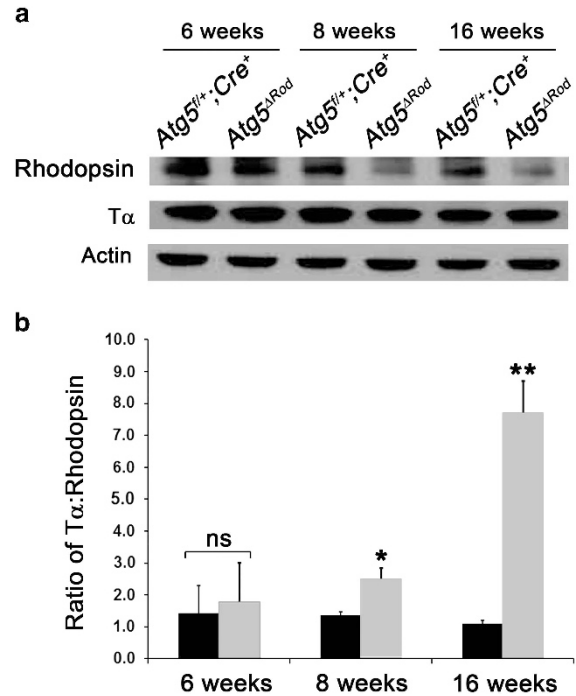 a
6 weeks 8 weeks 16 weeks
Atg5f/+;Cre+ Atg5ΔRod Atg5f/+;Cre+ Atg5ΔRod Atg5f/+;Cre+ Atg5ΔRod
Rhodopsin
Tα
Actin
b
Ratio of Tα:Rhodopsin
10.0
9.0
8.0
7.0
6.0
5.0
4.0
3.0
2.0
1.0
0.0
ns
*
**
6 weeks 8 weeks 16 weeks